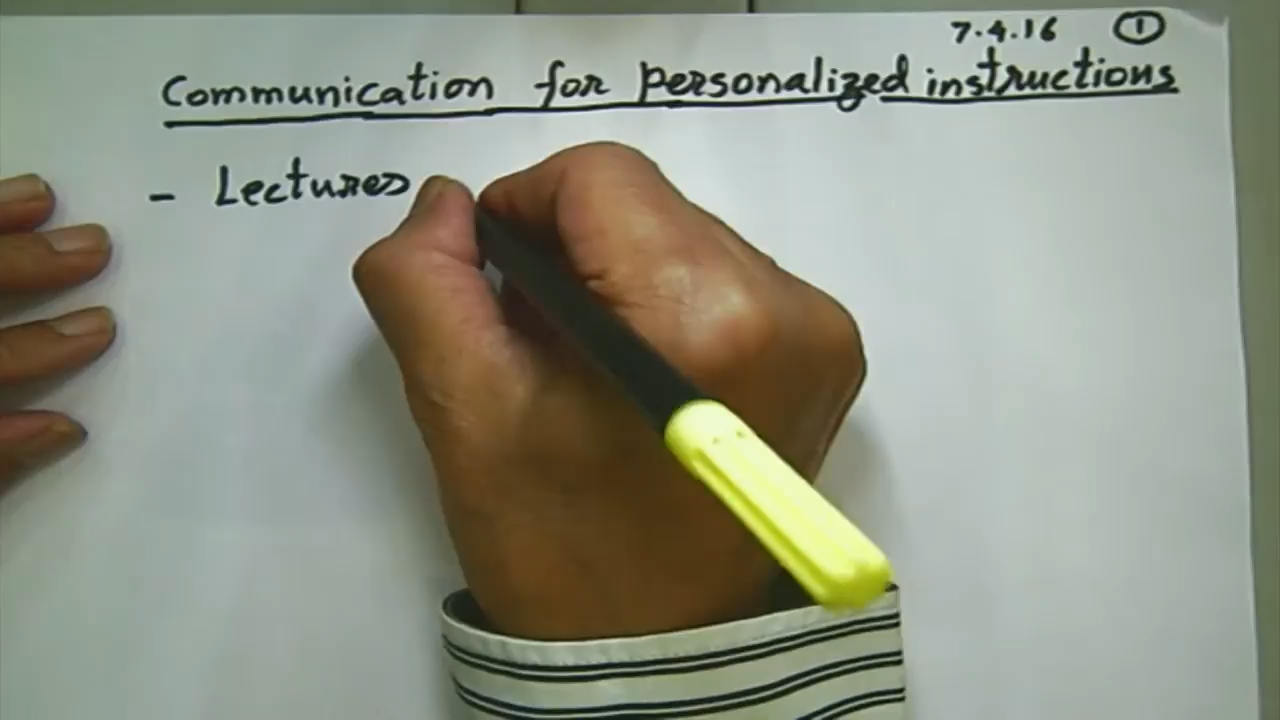 7.4.16 ①
Communication for personalized instructions
- Lectures